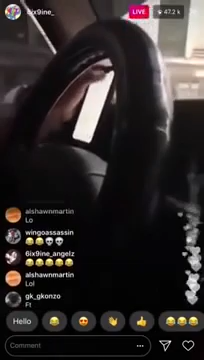 6ix9ine_
LIVE
47.2 k
alshawnmartin
Lo
wingoassassin
😂😂💀💀
6ix9ine_angelz
😂😂😂😂😂
alshawnmartin
Lol
gk_gkonzo
Ft
Hello
Comment